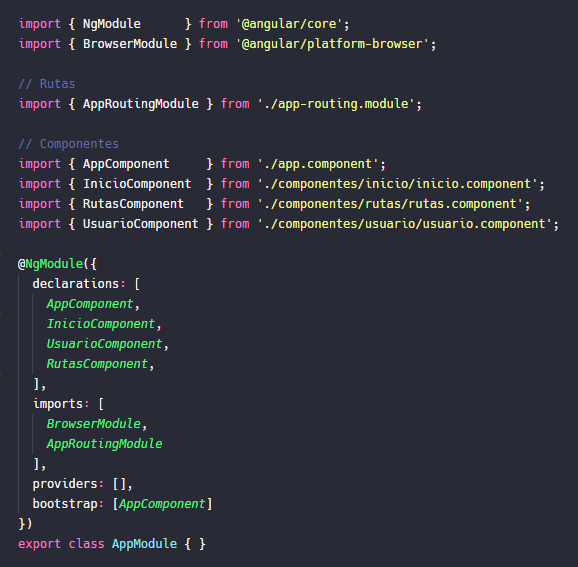 import { NgModule      } from '@angular/core';
import { BrowserModule } from '@angular/platform-browser';

// Rutas
import { AppRoutingModule } from './app-routing.module';

// Componentes
import { AppComponent     } from './app.component';
import { InicioComponent  } from './componentes/inicio/inicio.component';
import { RutasComponent   } from './componentes/rutas/rutas.component';
import { UsuarioComponent } from './componentes/usuario/usuario.component';

@NgModule({
  declarations: [
    AppComponent,
    InicioComponent,
    UsuarioComponent,
    RutasComponent,
  ],
  imports: [
    BrowserModule,
    AppRoutingModule
  ],
  providers: [],
  bootstrap: [AppComponent]
})
export class AppModule { }